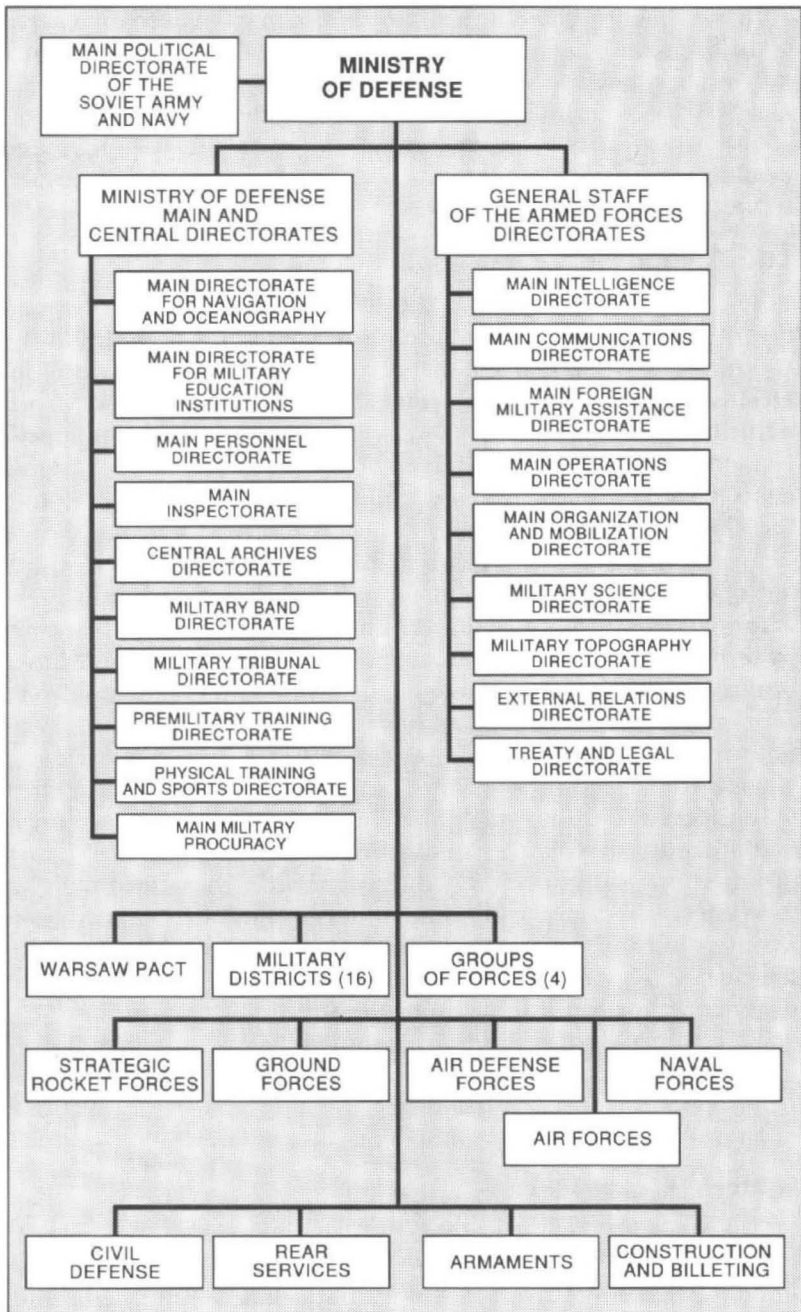 MAIN POLITICAL
DIRECTORATE
OF THE
SOVIET ARMY
AND NAVY
MINISTRY
OF DEFENSE
MINISTRY OF DEFENSE
MAIN AND
CENTRAL DIRECTORATES
MAIN DIRECTORATE
FOR NAVIGATION
AND OCEANOGRAPHY
MAIN DIRECTORATE
FOR MILITARY
EDUCATION
INSTITUTIONS
MAIN PERSONNEL
DIRECTORATE
MAIN
INSPECTORATE
CENTRAL ARCHIVES
DIRECTORATE
MILITARY BAND
DIRECTORATE
MILITARY TRIBUNAL
DIRECTORATE
PREMILITARY TRAINING
DIRECTORATE
PHYSICAL TRAINING
AND SPORTS DIRECTORATE
MAIN MILITARY
PROCURACY
GENERAL STAFF
OF THE ARMED FORCES
DIRECTORATES
MAIN INTELLIGENCE
DIRECTORATE
MAIN COMMUNICATIONS
DIRECTORATE
MAIN FOREIGN
MILITARY ASSISTANCE
DIRECTORATE
MAIN OPERATIONS
DIRECTORATE
MAIN ORGANIZATION
AND MOBILIZATION
DIRECTORATE
MILITARY SCIENCE
DIRECTORATE
MILITARY TOPOGRAPHY
DIRECTORATE
EXTERNAL RELATIONS
DIRECTORATE
TREATY AND LEGAL
DIRECTORATE
WARSAW PACT
MILITARY
DISTRICTS (16)
GROUPS
OF FORCES (4)
STRATEGIC
ROCKET FORCES
GROUND
FORCES
AIR DEFENSE
FORCES
NAVAL
FORCES
AIR FORCES
CIVIL
DEFENSE
REAR
SERVICES
ARMAMENTS
CONSTRUCTION
AND BILLETING